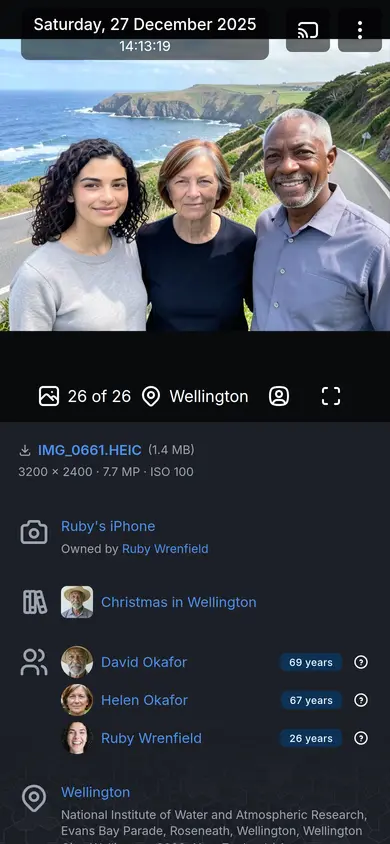 Saturday, 27 December 2025
14:13:19
26 of 26 Wellington
IMG_0661.HEIC (1.4 MB)
3200 × 2400 · 7.7 MP · ISO 100
Ruby's iPhone
Owned by Ruby Wrenfield
Christmas in Wellington
David Okafor 69 years
Helen Okafor 67 years
Ruby Wrenfield 26 years
Wellington
National Institute of Water and Atmospheric Research,
Evans Bay Parade, Roseneath, Wellington, Wellington